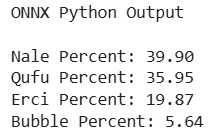 ONNX Python Output
Nale Percent: 39.90
Qufu Percent: 35.95
Erci Percent: 19.87
Bubble Percent: 5.64